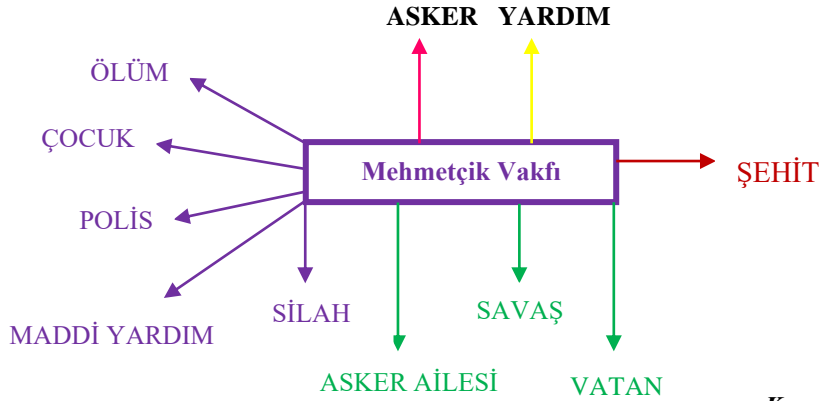 ASKER YARDIM
ÖLÜM
ÇOCUK
Mehmetçik Vakfı
ŞEHİT
POLİS
SİLAH
SAVAŞ
MADDİ YARDIM
ASKER AİLESİ
VATAN